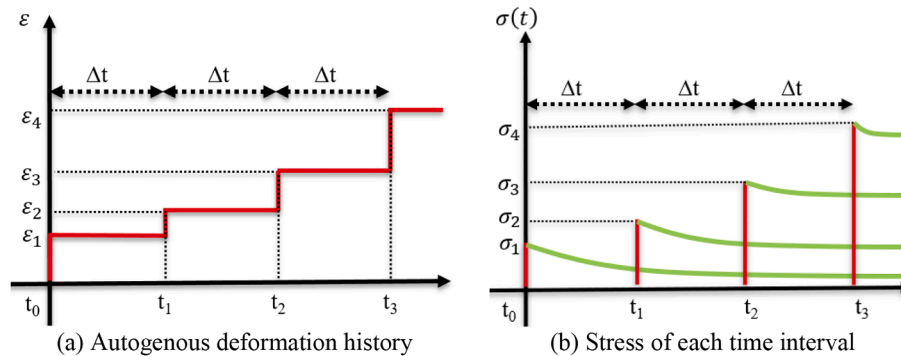 ε
Δt Δt Δt
ε₄
ε₃
ε₂
ε₁
t₀ t₁ t₂ t₃
(a) Autogenous deformation history
σ(t)
Δt Δt Δt
σ₄
σ₃
σ₂
σ₁
t₀ t₁ t₂ t₃
(b) Stress of each time interval